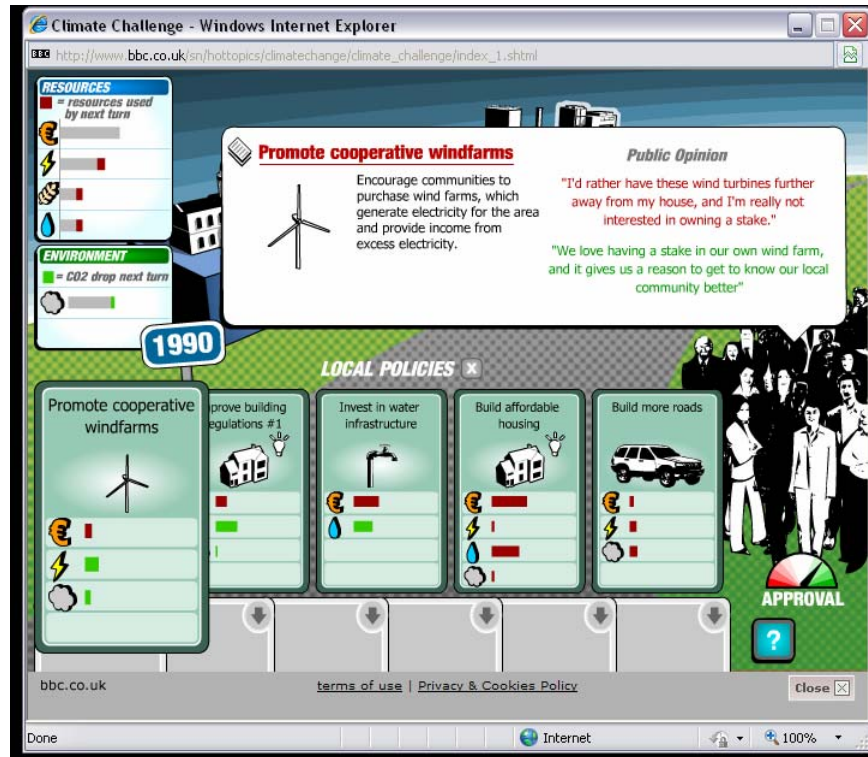 Climate Challenge - Windows Internet Explorer
BBC http://www.bbc.co.uk/sn/hottopics/climatechange/climate_challenge/index_1.shtml
RESOURCES
= resources used
by next turn
ENVIRONMENT
= CO2 drop next turn
Promote cooperative windfarms
Encourage communities to
purchase wind farms, which
generate electricity for the area
and provide income from
excess electricity.
Public Opinion
"I'd rather have these wind turbines further
away from my house, and I'm really not
interested in owning a stake."
"We love having a stake in our own wind farm,
and it gives us a reason to get to know our local
community better"
1990
LOCAL POLICIES X
Promote cooperative
windfarms
building
#1
Invest in water
infrastructure
Build affordable
housing
Build more roads
APPROVAL
?
bbc.co.uk
terms of use | Privacy & Cookies Policy
Close X
Done
Internet
100%